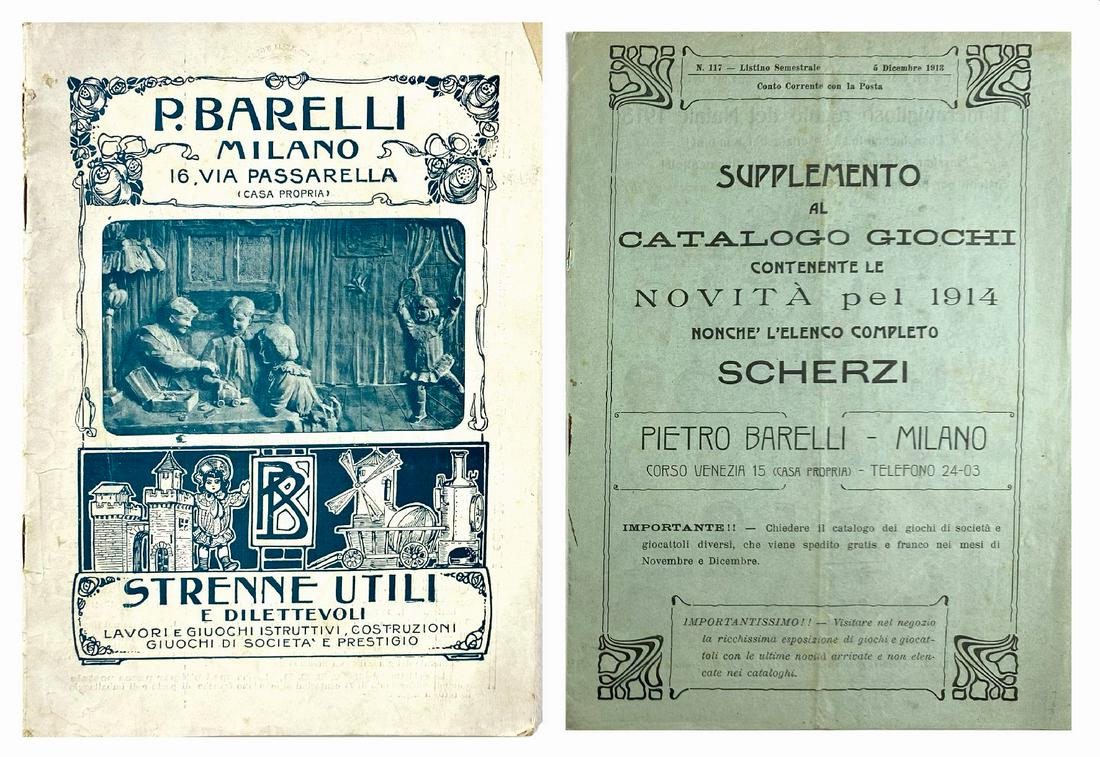 P. BARELLI
MILANO
16, VIA PASSARELLA
(CASA PROPRIA)
PB
STRENNE UTILI
E DILETTEVOLI
LAVORI E GIUOCHI ISTRUTTIVI, COSTRUZIONI
GIUOCHI DI SOCIETA' E PRESTIGIO
N. 117 — Listino Semestrale 5 Dicembre 1913
Conto Corrente con la Posta
SUPPLEMENTO
AL
CATALOGO GIOCHI
CONTENENTE LE
NOVITÀ pel 1914
NONCHE' L'ELENCO COMPLETO
SCHERZI
PIETRO BARELLI - MILANO
CORSO VENEZIA 15 (CASA PROPRIA) - TELEFONO 24-03
IMPORTANTE!! — Chiedere il catalogo dei giochi di società e
giocattoli diversi, che viene spedito gratis e franco nei mesi di
Novembre e Dicembre.
IMPORTANTISSIMO!! — Visitare nel negozio
la ricchissima esposizione di giochi e giocat-
toli con le ultime novità arrivate e non elen-
cate nei cataloghi.